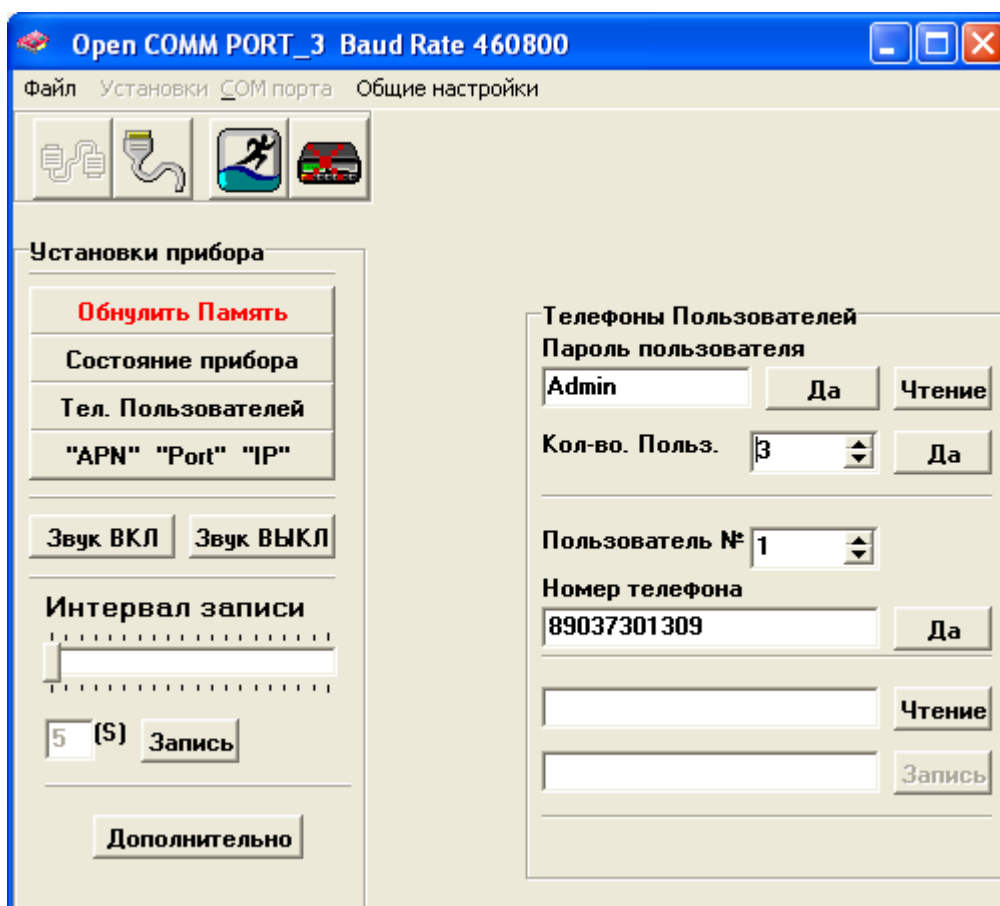 Open COMM PORT_3 Baud Rate 460800
Файл Установки COM порта Общие настройки
Установки прибора
Обнулить Память
Состояние прибора
Тел. Пользователей
"APN" "Port" "IP"
Звук ВКЛ Звук ВЫКЛ
Интервал записи
5 (S) Запись
Дополнительно
Телефоны Пользователей
Пароль пользователя
Admin Да Чтение
Кол-во. Польз. 3 Да
Пользователь № 1
Номер телефона
89037301309 Да
Чтение
Запись